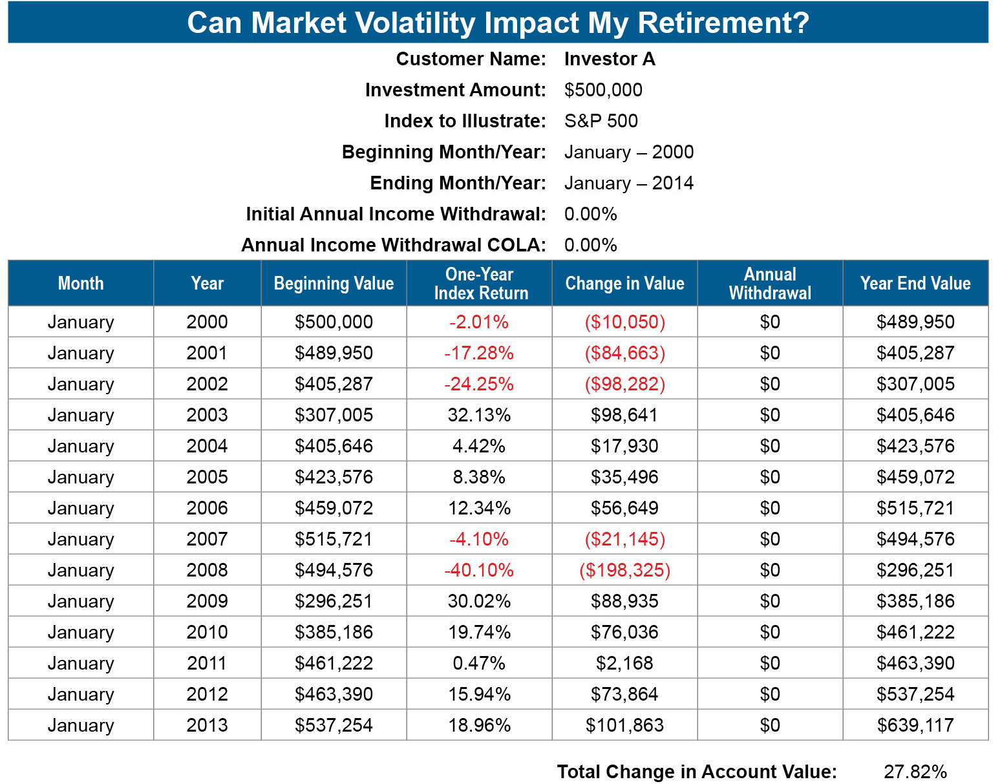 Can Market Volatility Impact My Retirement?
Customer Name: Investor A
Investment Amount: $500,000
Index to Illustrate: S&P 500
Beginning Month/Year: January – 2000
Ending Month/Year: January – 2014
Initial Annual Income Withdrawal: 0.00%
Annual Income Withdrawal COLA: 0.00%
Month Year Beginning Value One-Year Index Return Change in Value Annual Withdrawal Year End Value
January 2000 $500,000 -2.01% ($10,050) $0 $489,950
January 2001 $489,950 -17.28% ($84,663) $0 $405,287
January 2002 $405,287 -24.25% ($98,282) $0 $307,005
January 2003 $307,005 32.13% $98,641 $0 $405,646
January 2004 $405,646 4.42% $17,930 $0 $423,576
January 2005 $423,576 8.38% $35,496 $0 $459,072
January 2006 $459,072 12.34% $56,649 $0 $515,721
January 2007 $515,721 -4.10% ($21,145) $0 $494,576
January 2008 $494,576 -40.10% ($198,325) $0 $296,251
January 2009 $296,251 30.02% $88,935 $0 $385,186
January 2010 $385,186 19.74% $76,036 $0 $461,222
January 2011 $461,222 0.47% $2,168 $0 $463,390
January 2012 $463,390 15.94% $73,864 $0 $537,254
January 2013 $537,254 18.96% $101,863 $0 $639,117
Total Change in Account Value: 27.82%